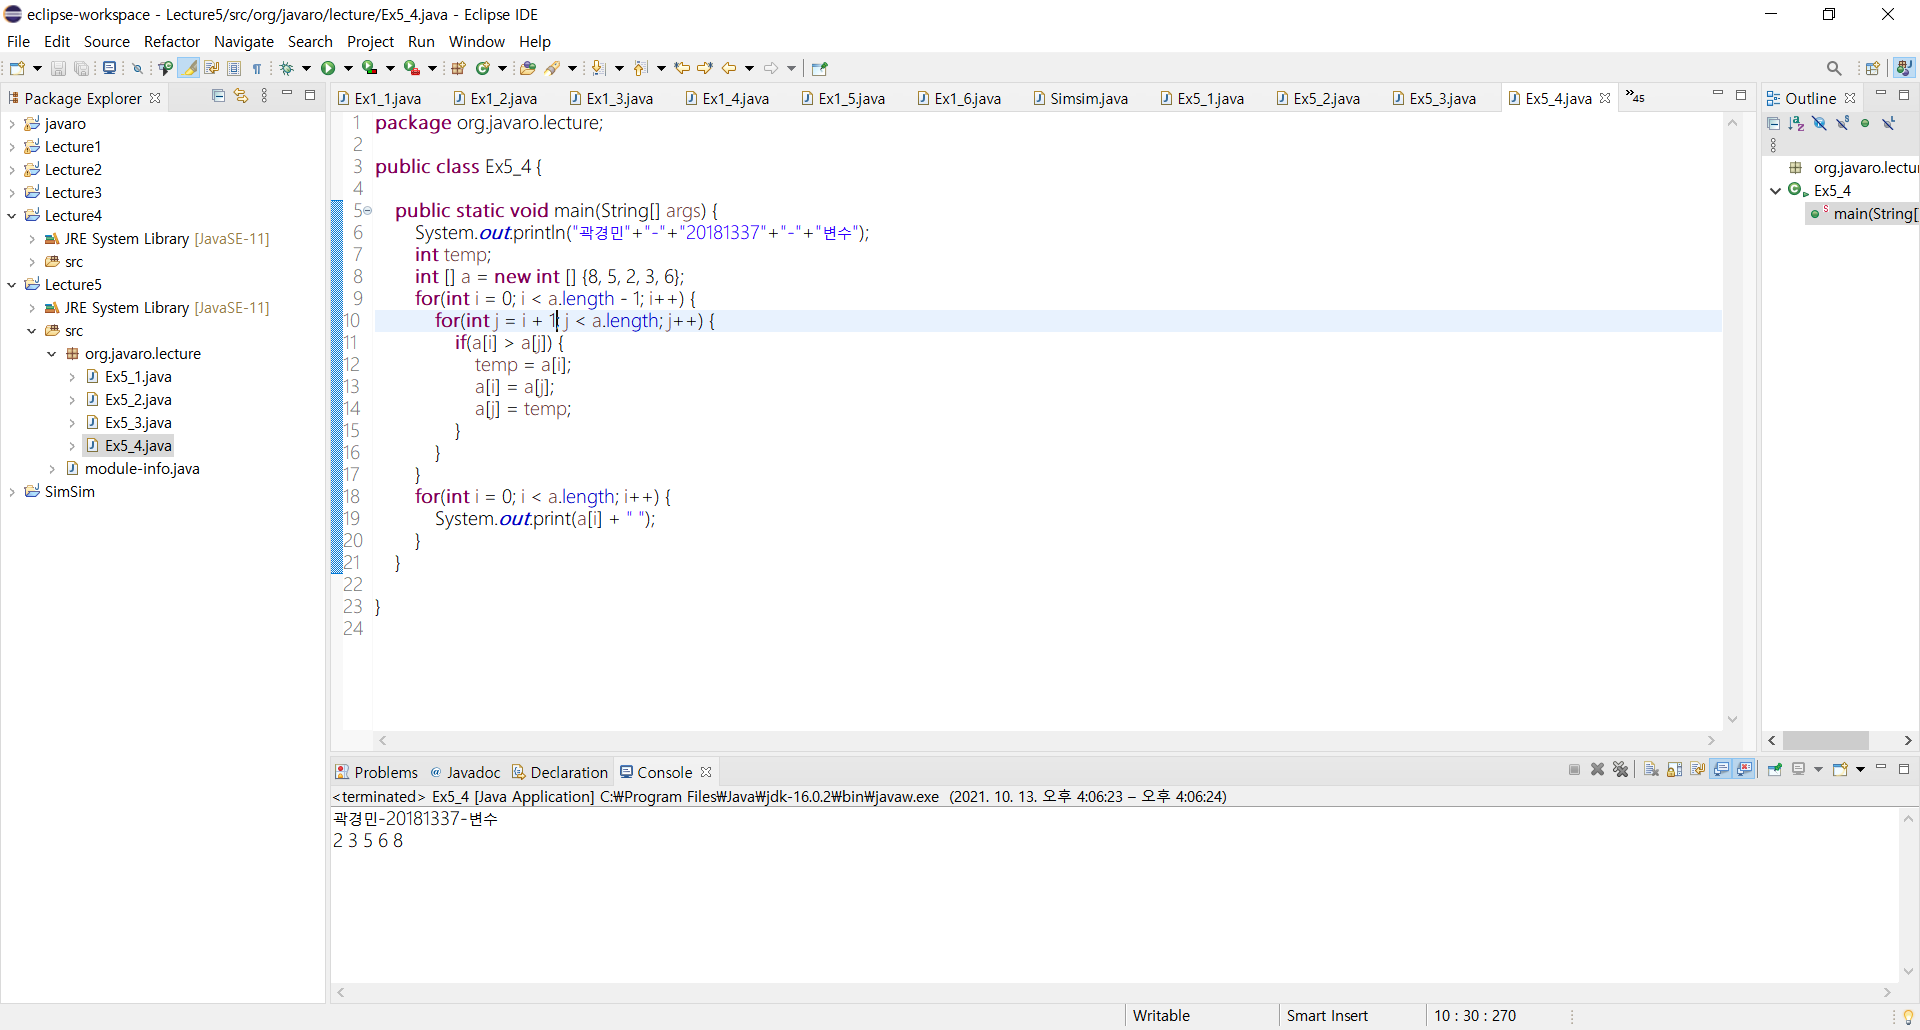 eclipse-workspace - Lecture5/src/org/javaro/lecture/Ex5_4.java - Eclipse IDE
File Edit Source Refactor Navigate Search Project Run Window Help
Package Explorer
javaro
Lecture1
Lecture2
Lecture3
Lecture4
JRE System Library [JavaSE-11]
src
Lecture5
JRE System Library [JavaSE-11]
src
org.javaro.lecture
Ex5_1.java
Ex5_2.java
Ex5_3.java
Ex5_4.java
module-info.java
SimSim
Ex1_1.java Ex1_2.java Ex1_3.java Ex1_4.java Ex1_5.java Ex1_6.java Simsim.java Ex5_1.java Ex5_2.java Ex5_3.java Ex5_4.java »45
1 package org.javaro.lecture;
2
3 public class Ex5_4 {
4
5 public static void main(String[] args) {
6 System.out.println("곽경민"+"-"+"20181337"+"-"+"변수");
7 int temp;
8 int [] a = new int [] {8, 5, 2, 3, 6};
9 for(int i = 0; i < a.length - 1; i++) {
10 for(int j = i + 1; j < a.length; j++) {
11 if(a[i] > a[j]) {
12 temp = a[i];
13 a[i] = a[j];
14 a[j] = temp;
15 }
16 }
17 }
18 for(int i = 0; i < a.length; i++) {
19 System.out.print(a[i] + " ");
20 }
21 }
22
23 }
24
Outline
org.javaro.lectu
Ex5_4
main(String[
Problems @ Javadoc Declaration Console
<terminated> Ex5_4 [Java Application] C:₩Program Files₩Java₩jdk-16.0.2₩bin₩javaw.exe (2021. 10. 13. 오후 4:06:23 – 오후 4:06:24)
곽경민-20181337-변수
2 3 5 6 8
Writable Smart Insert 10 : 30 : 270